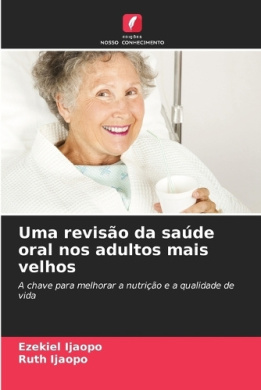 edições
NOSSO CONHECIMENTO
Uma revisão da saúde
oral nos adultos mais
velhos
A chave para melhorar a nutrição e a qualidade de
vida
Ezekiel Ijaopo
Ruth Ijaopo